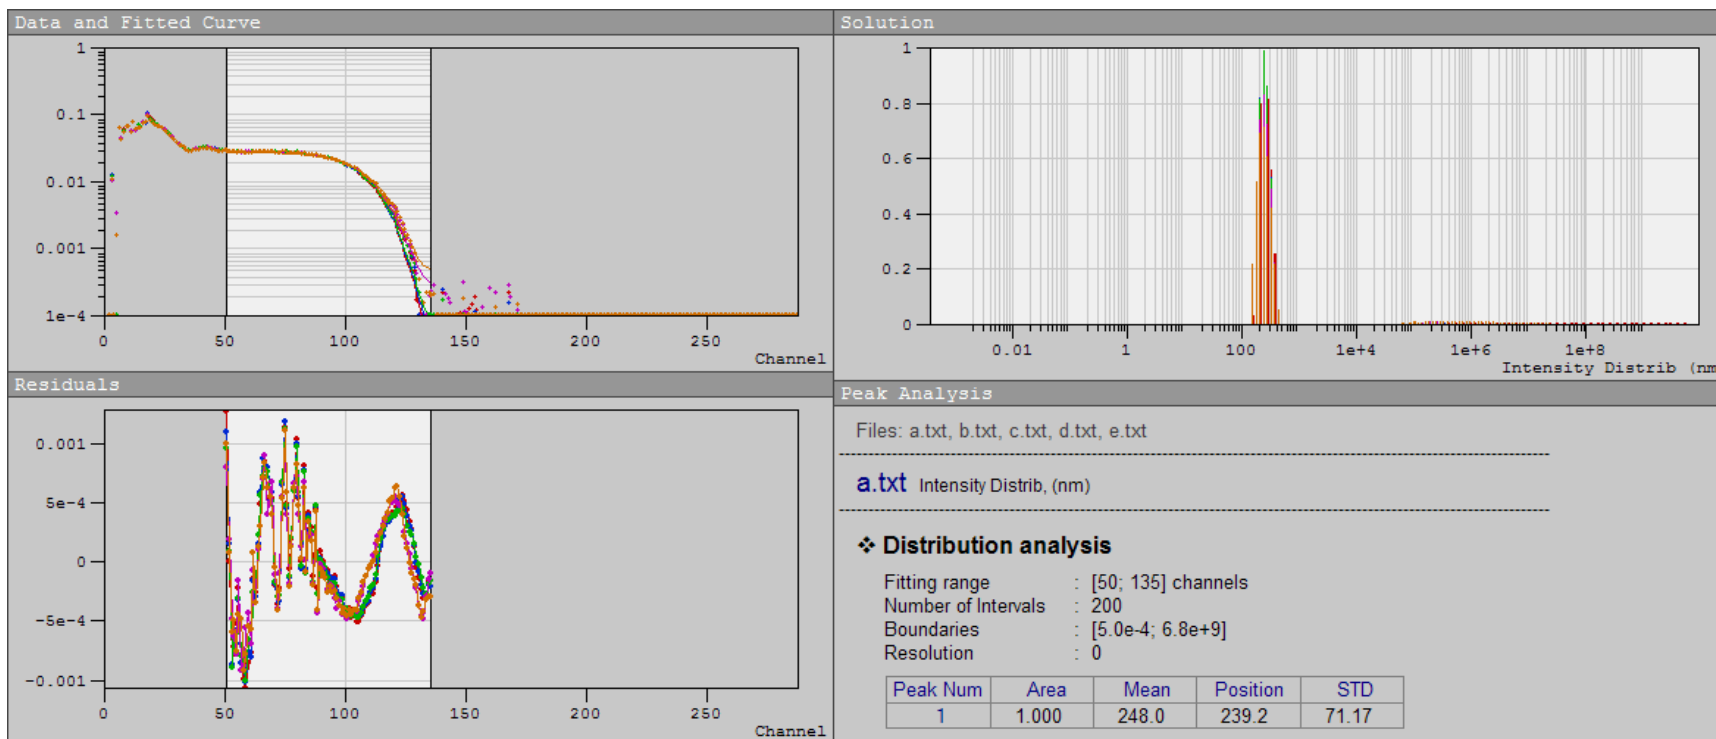 Data and Fitted Curve
1
0.1
0.01
0.001
1e-4
0 50 100 150 200 250
Channel
Residuals
0.001
5e-4
0
-5e-4
-0.001
0 50 100 150 200 250
Channel
Solution
1
0.8
0.6
0.4
0.2
0
0.01 1 100 1e+4 1e+6 1e+8
Intensity Distrib (nm
Peak Analysis
Files: a.txt, b.txt, c.txt, d.txt, e.txt
a.txt Intensity Distrib, (nm)
❖ Distribution analysis
Fitting range : [50; 135] channels
Number of Intervals : 200
Boundaries : [5.0e-4; 6.8e+9]
Resolution : 0
Peak Num Area Mean Position STD
1 1.000 248.0 239.2 71.17